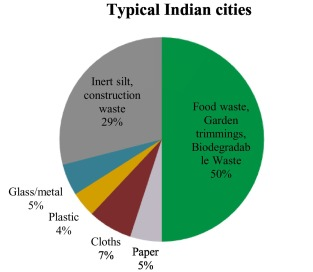 Typical Indian cities
Inert silt,
construction
waste
29%
Food waste,
Garden
trimmings,
Biodegradab
le Waste
50%
Glass/metal
5%
Plastic
4%
Cloths
7%
Paper
5%